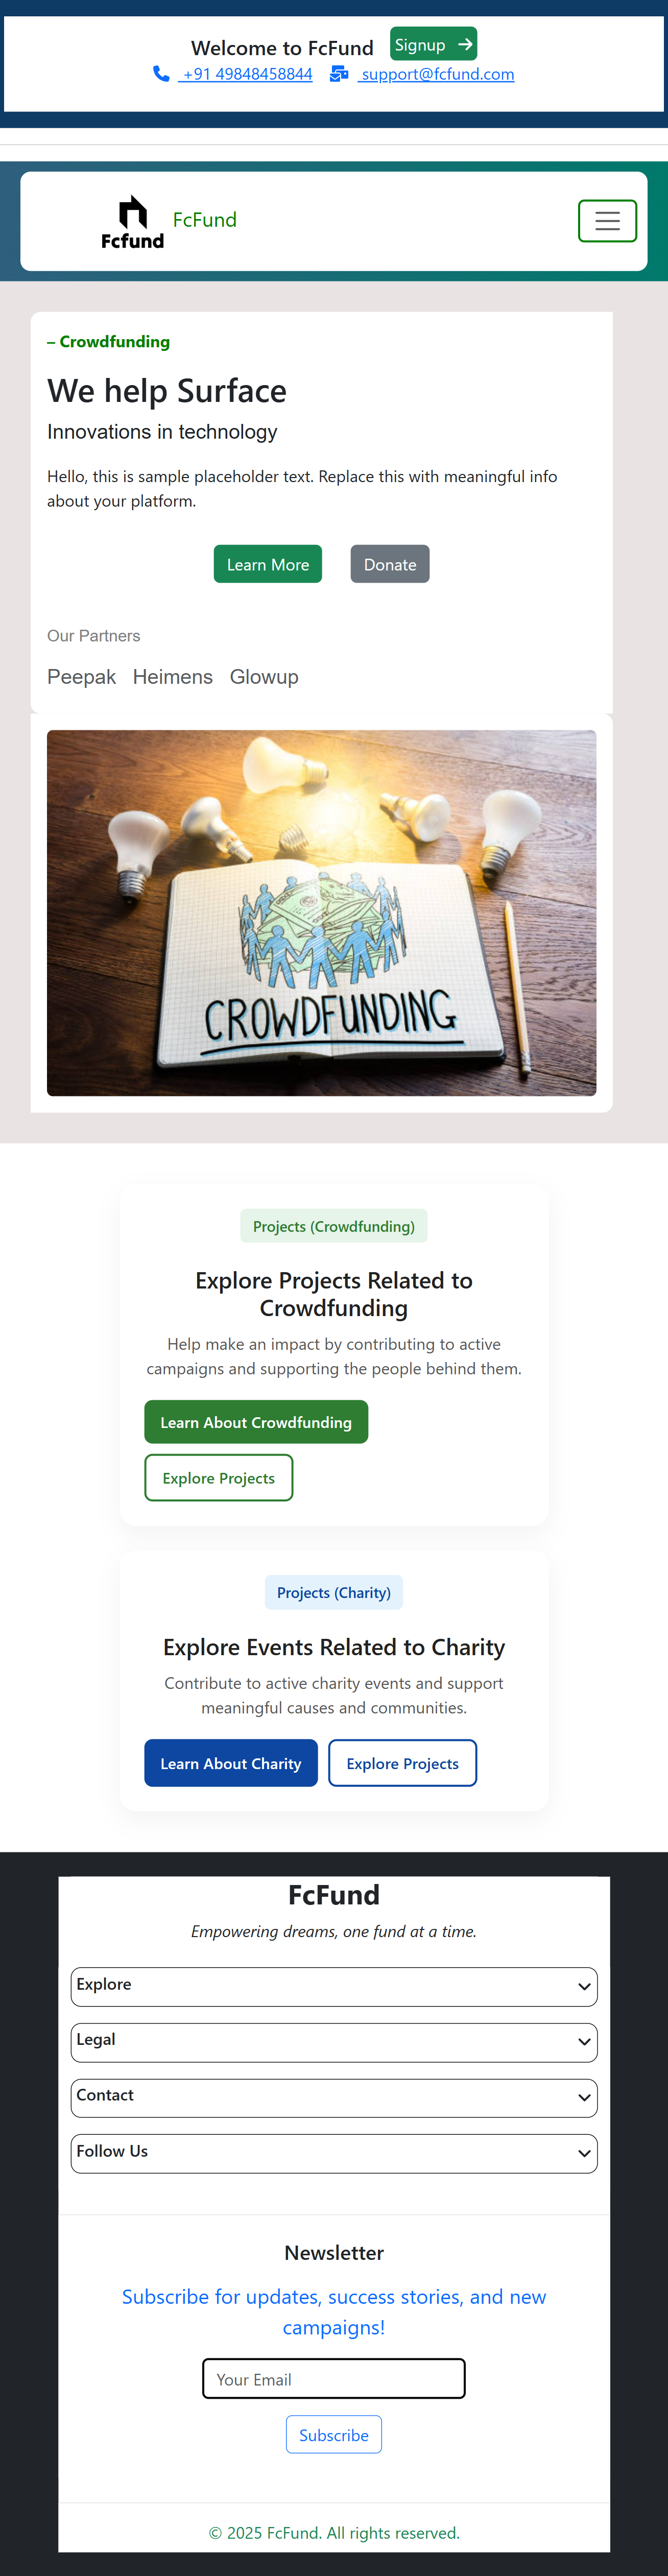 Welcome to FcFund
Signup
+91 49848458844
support@fcfund.com
Fcfund
FcFund
– Crowdfunding
We help Surface
Innovations in technology
Hello, this is sample placeholder text. Replace this with meaningful info
about your platform.
Learn More
Donate
Our Partners
Peepak Heimens Glowup
CROWDFUNDING
Projects (Crowdfunding)
Explore Projects Related to
Crowdfunding
Help make an impact by contributing to active
campaigns and supporting the people behind them.
Learn About Crowdfunding
Explore Projects
Projects (Charity)
Explore Events Related to Charity
Contribute to active charity events and support
meaningful causes and communities.
Learn About Charity
Explore Projects
FcFund
Empowering dreams, one fund at a time.
Explore
Legal
Contact
Follow Us
Newsletter
Subscribe for updates, success stories, and new
campaigns!
Your Email
Subscribe
© 2025 FcFund. All rights reserved.